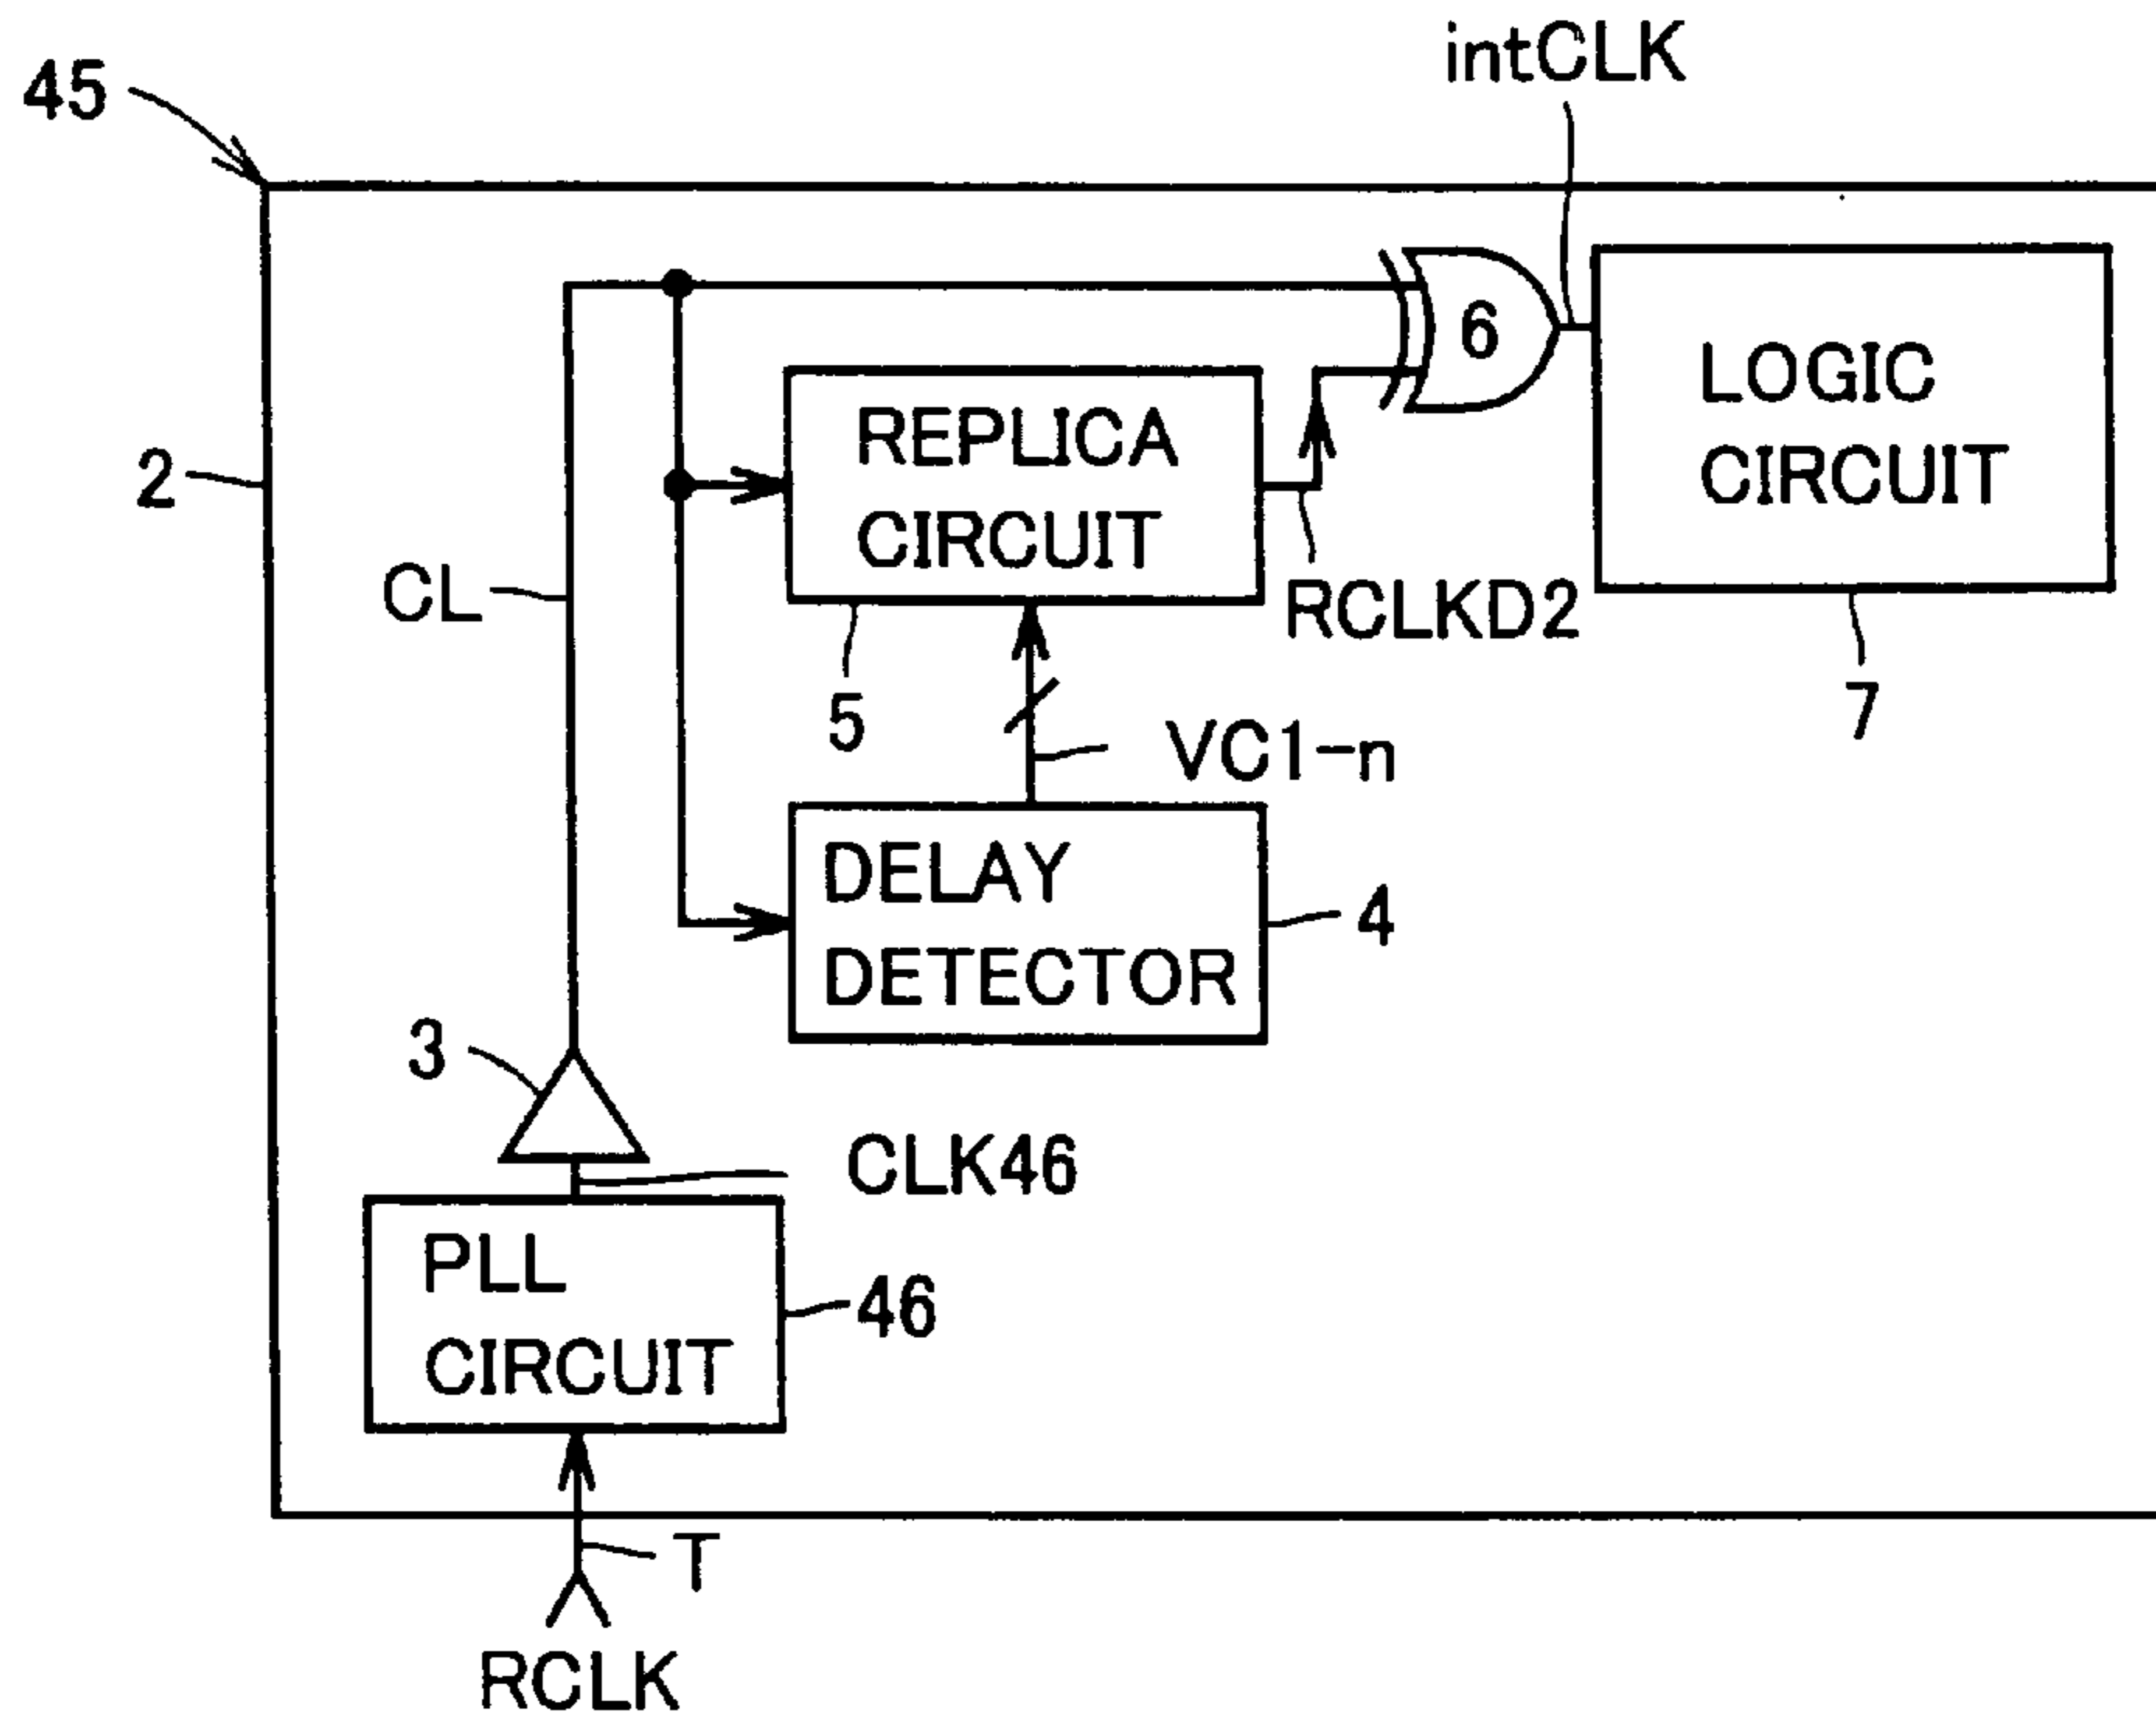 intCLK
45
6
LOGIC
CIRCUIT
REPLICA
CIRCUIT
2
CL
RCLKD2
5
7
VC1-n
DELAY
DETECTOR
4
3
CLK46
PLL
CIRCUIT
46
T
RCLK